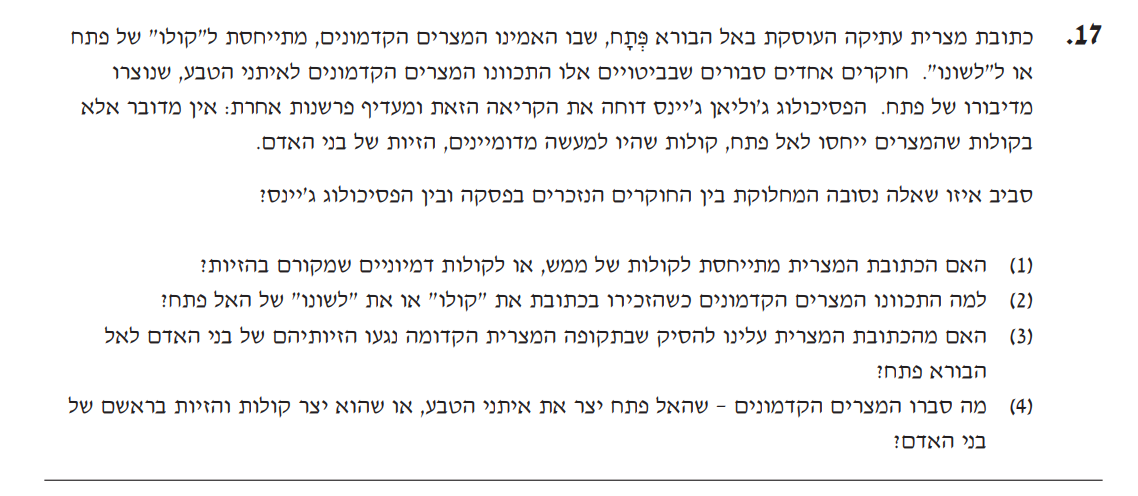 17. כתובת מצרית עתיקה העוסקת באל הבורא פְּתָח, שבו האמינו המצרים הקדמונים, מתייחסת ל"קולו" של פתח
או ל"לשונו". חוקרים אחדים סבורים שבביטויים אלו התכוונו המצרים הקדמונים לאיתני הטבע, שנוצרו
מדיבורו של פתח. הפסיכולוג ג'וליאן ג'יינס דוחה את הקריאה הזאת ומעדיף פרשנות אחרת: אין מדובר אלא
בקולות שהמצרים ייחסו לאל פתח, קולות שהיו למעשה מדומיינים, הזיות של בני האדם.
סביב איזו שאלה נסובה המחלוקת בין החוקרים הנזכרים בפסקה ובין הפסיכולוג ג'יינס?
(1) האם הכתובת המצרית מתייחסת לקולות של ממש, או לקולות דמיוניים שמקורם בהזיות?
(2) למה התכוונו המצרים הקדמונים כשהזכירו בכתובת את "קולו" או את "לשונו" של האל פתח?
(3) האם מהכתובת המצרית עלינו להסיק שבתקופה המצרית הקדומה נגעו הזיותיהם של בני האדם לאל
הבורא פתח?
(4) מה סברו המצרים הקדמונים – שהאל פתח יצר את איתני הטבע, או שהוא יצר קולות והזיות בראשם של
בני האדם?